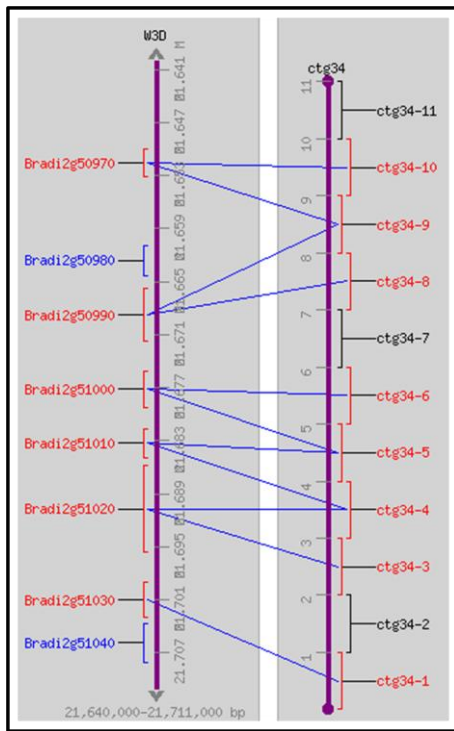 W3D
21.641 M
21.647
21.653
21.659
21.665
21.671
21.677
21.683
21.689
21.695
21.701
21.707
Bradi2g50970
Bradi2g50980
Bradi2g50990
Bradi2g51000
Bradi2g51010
Bradi2g51020
Bradi2g51030
Bradi2g51040
21,640,000-21,711,000 bp
ctg34
11
10
9
8
7
6
5
4
3
2
1
ctg34-11
ctg34-10
ctg34-9
ctg34-8
ctg34-7
ctg34-6
ctg34-5
ctg34-4
ctg34-3
ctg34-2
ctg34-1